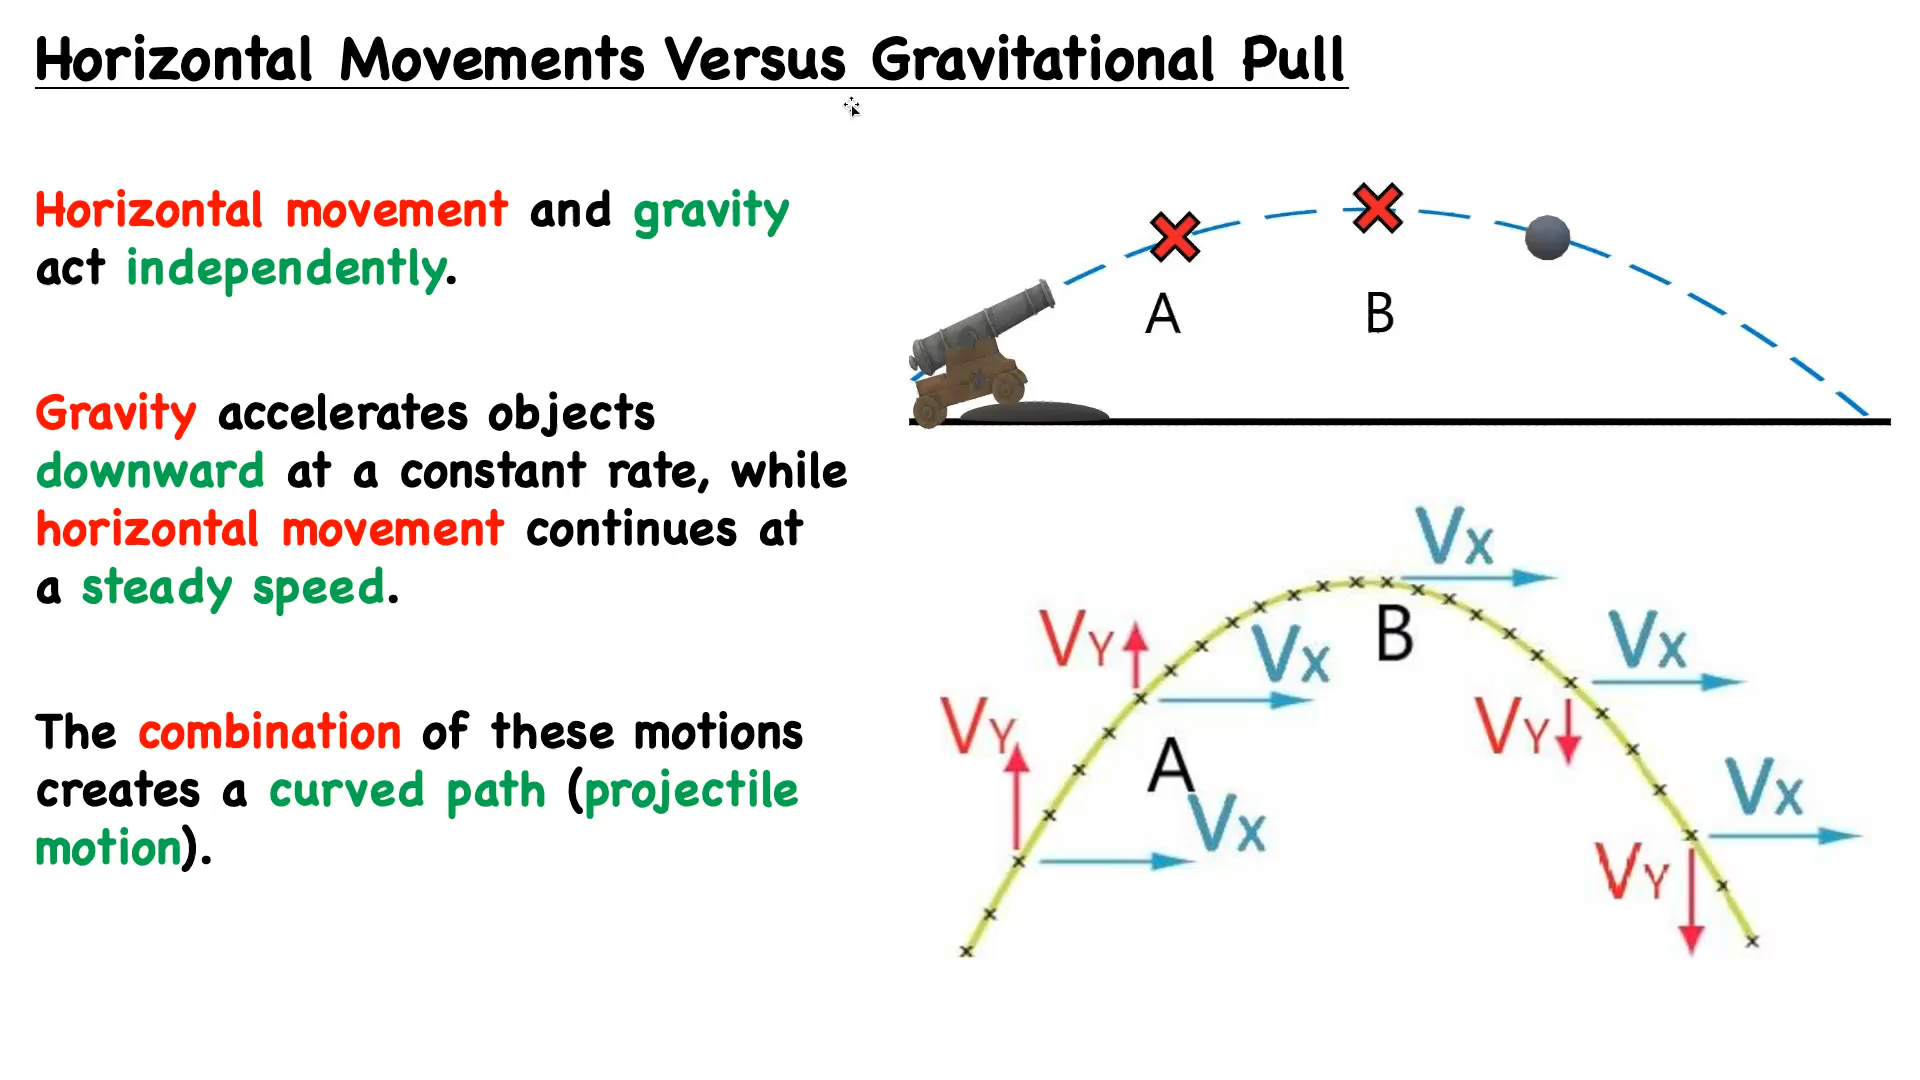 Horizontal Movements Versus Gravitational Pull
Horizontal movement and gravity
act independently.
Gravity accelerates objects
downward at a constant rate, while
horizontal movement continues at
a steady speed.
The combination of these motions
creates a curved path (projectile
motion).
A
B
Vx
VY
Vx
B
Vx
VY
A
VY
Vx
Vx
VY